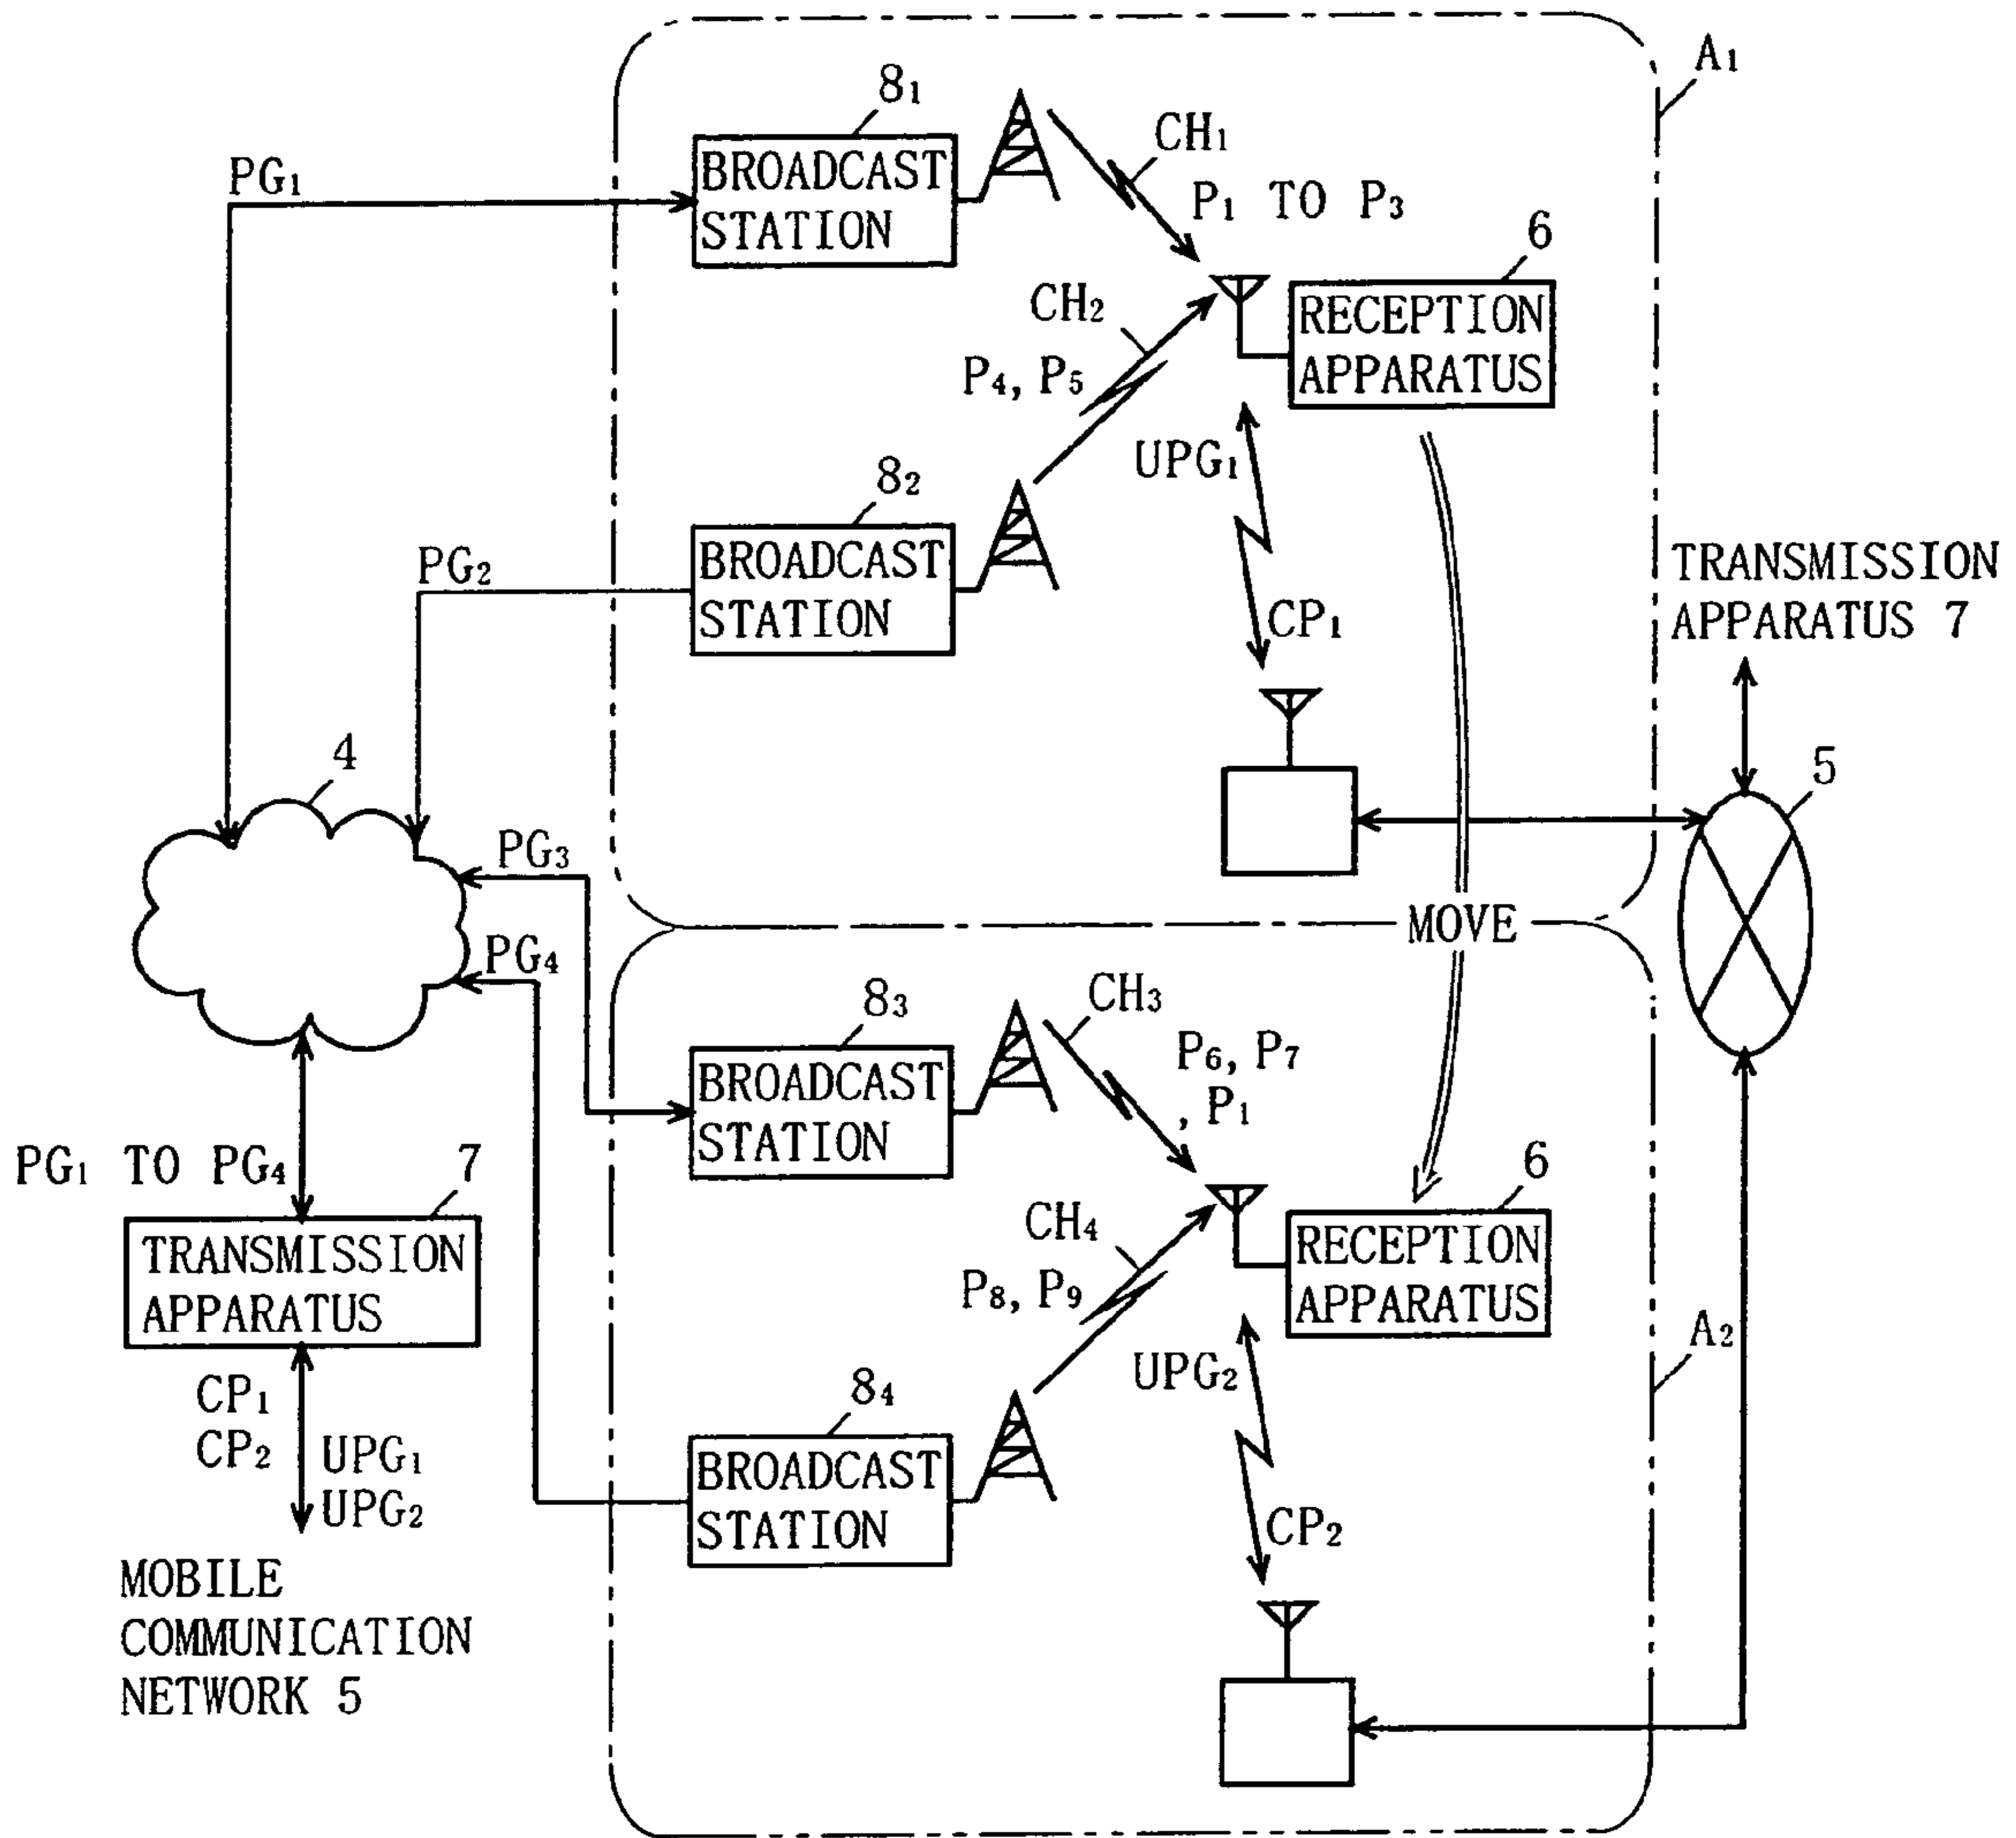 A₁
8₁
CH₁
PG₁
BROADCAST
STATION
P₁ TO P₃
6
CH₂
RECEPTION
APPARATUS
P₄, P₅
UPG₁
8₂
PG₂
BROADCAST
STATION
TRANSMISSION
APPARATUS 7
CP₁
4
5
PG₃
MOVE
PG₄
8₃
CH₃
BROADCAST
STATION
P₆, P₇
, P₁
PG₁ TO PG₄
7
6
TRANSMISSION
APPARATUS
CH₄
RECEPTION
APPARATUS
P₈, P₉
A₂
UPG₂
CP₁
CP₂
8₄
UPG₁
UPG₂
BROADCAST
STATION
CP₂
MOBILE
COMMUNICATION
NETWORK 5